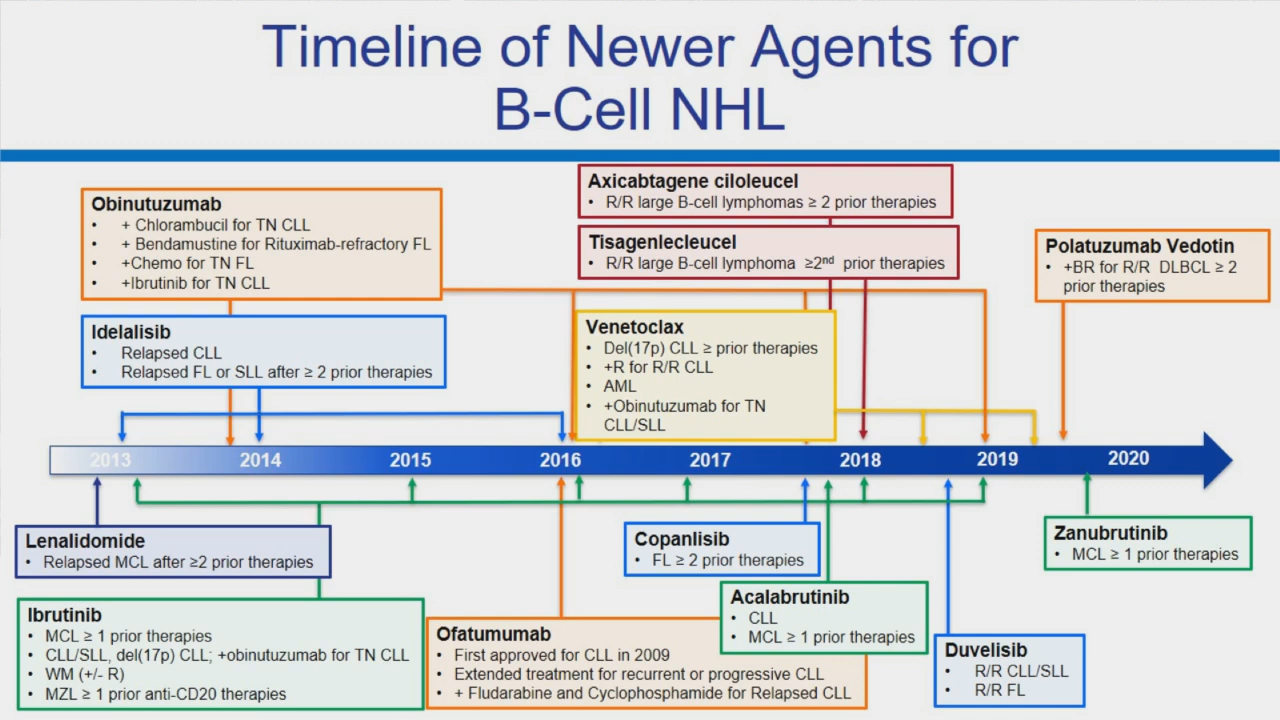 Timeline of Newer Agents for
B-Cell NHL
Axicabtagene ciloleucel
• R/R large B-cell lymphomas ≥ 2 prior therapies
Obinutuzumab
• + Chlorambucil for TN CLL
• + Bendamustine for Rituximab-refractory FL
• +Chemo for TN FL
• +Ibrutinib for TN CLL
Tisagenlecleucel
• R/R large B-cell lymphoma ≥2nd prior therapies
Polatuzumab Vedotin
• +BR for R/R DLBCL ≥ 2
prior therapies
Idelalisib
• Relapsed CLL
• Relapsed FL or SLL after ≥ 2 prior therapies
Venetoclax
• Del(17p) CLL ≥ prior therapies
• +R for R/R CLL
• AML
• +Obinutuzumab for TN
CLL/SLL
2013 2014 2015 2016 2017 2018 2019 2020
Lenalidomide
• Relapsed MCL after ≥2 prior therapies
Copanlisib
• FL ≥ 2 prior therapies
Zanubrutinib
• MCL ≥ 1 prior therapies
Ibrutinib
• MCL ≥ 1 prior therapies
• CLL/SLL, del(17p) CLL; +obinutuzumab for TN CLL
• WM (+/- R)
• MZL ≥ 1 prior anti-CD20 therapies
Ofatumumab
• First approved for CLL in 2009
• Extended treatment for recurrent or progressive CLL
• + Fludarabine and Cyclophosphamide for Relapsed CLL
Acalabrutinib
• CLL
• MCL ≥ 1 prior therapies
Duvelisib
• R/R CLL/SLL
• R/R FL